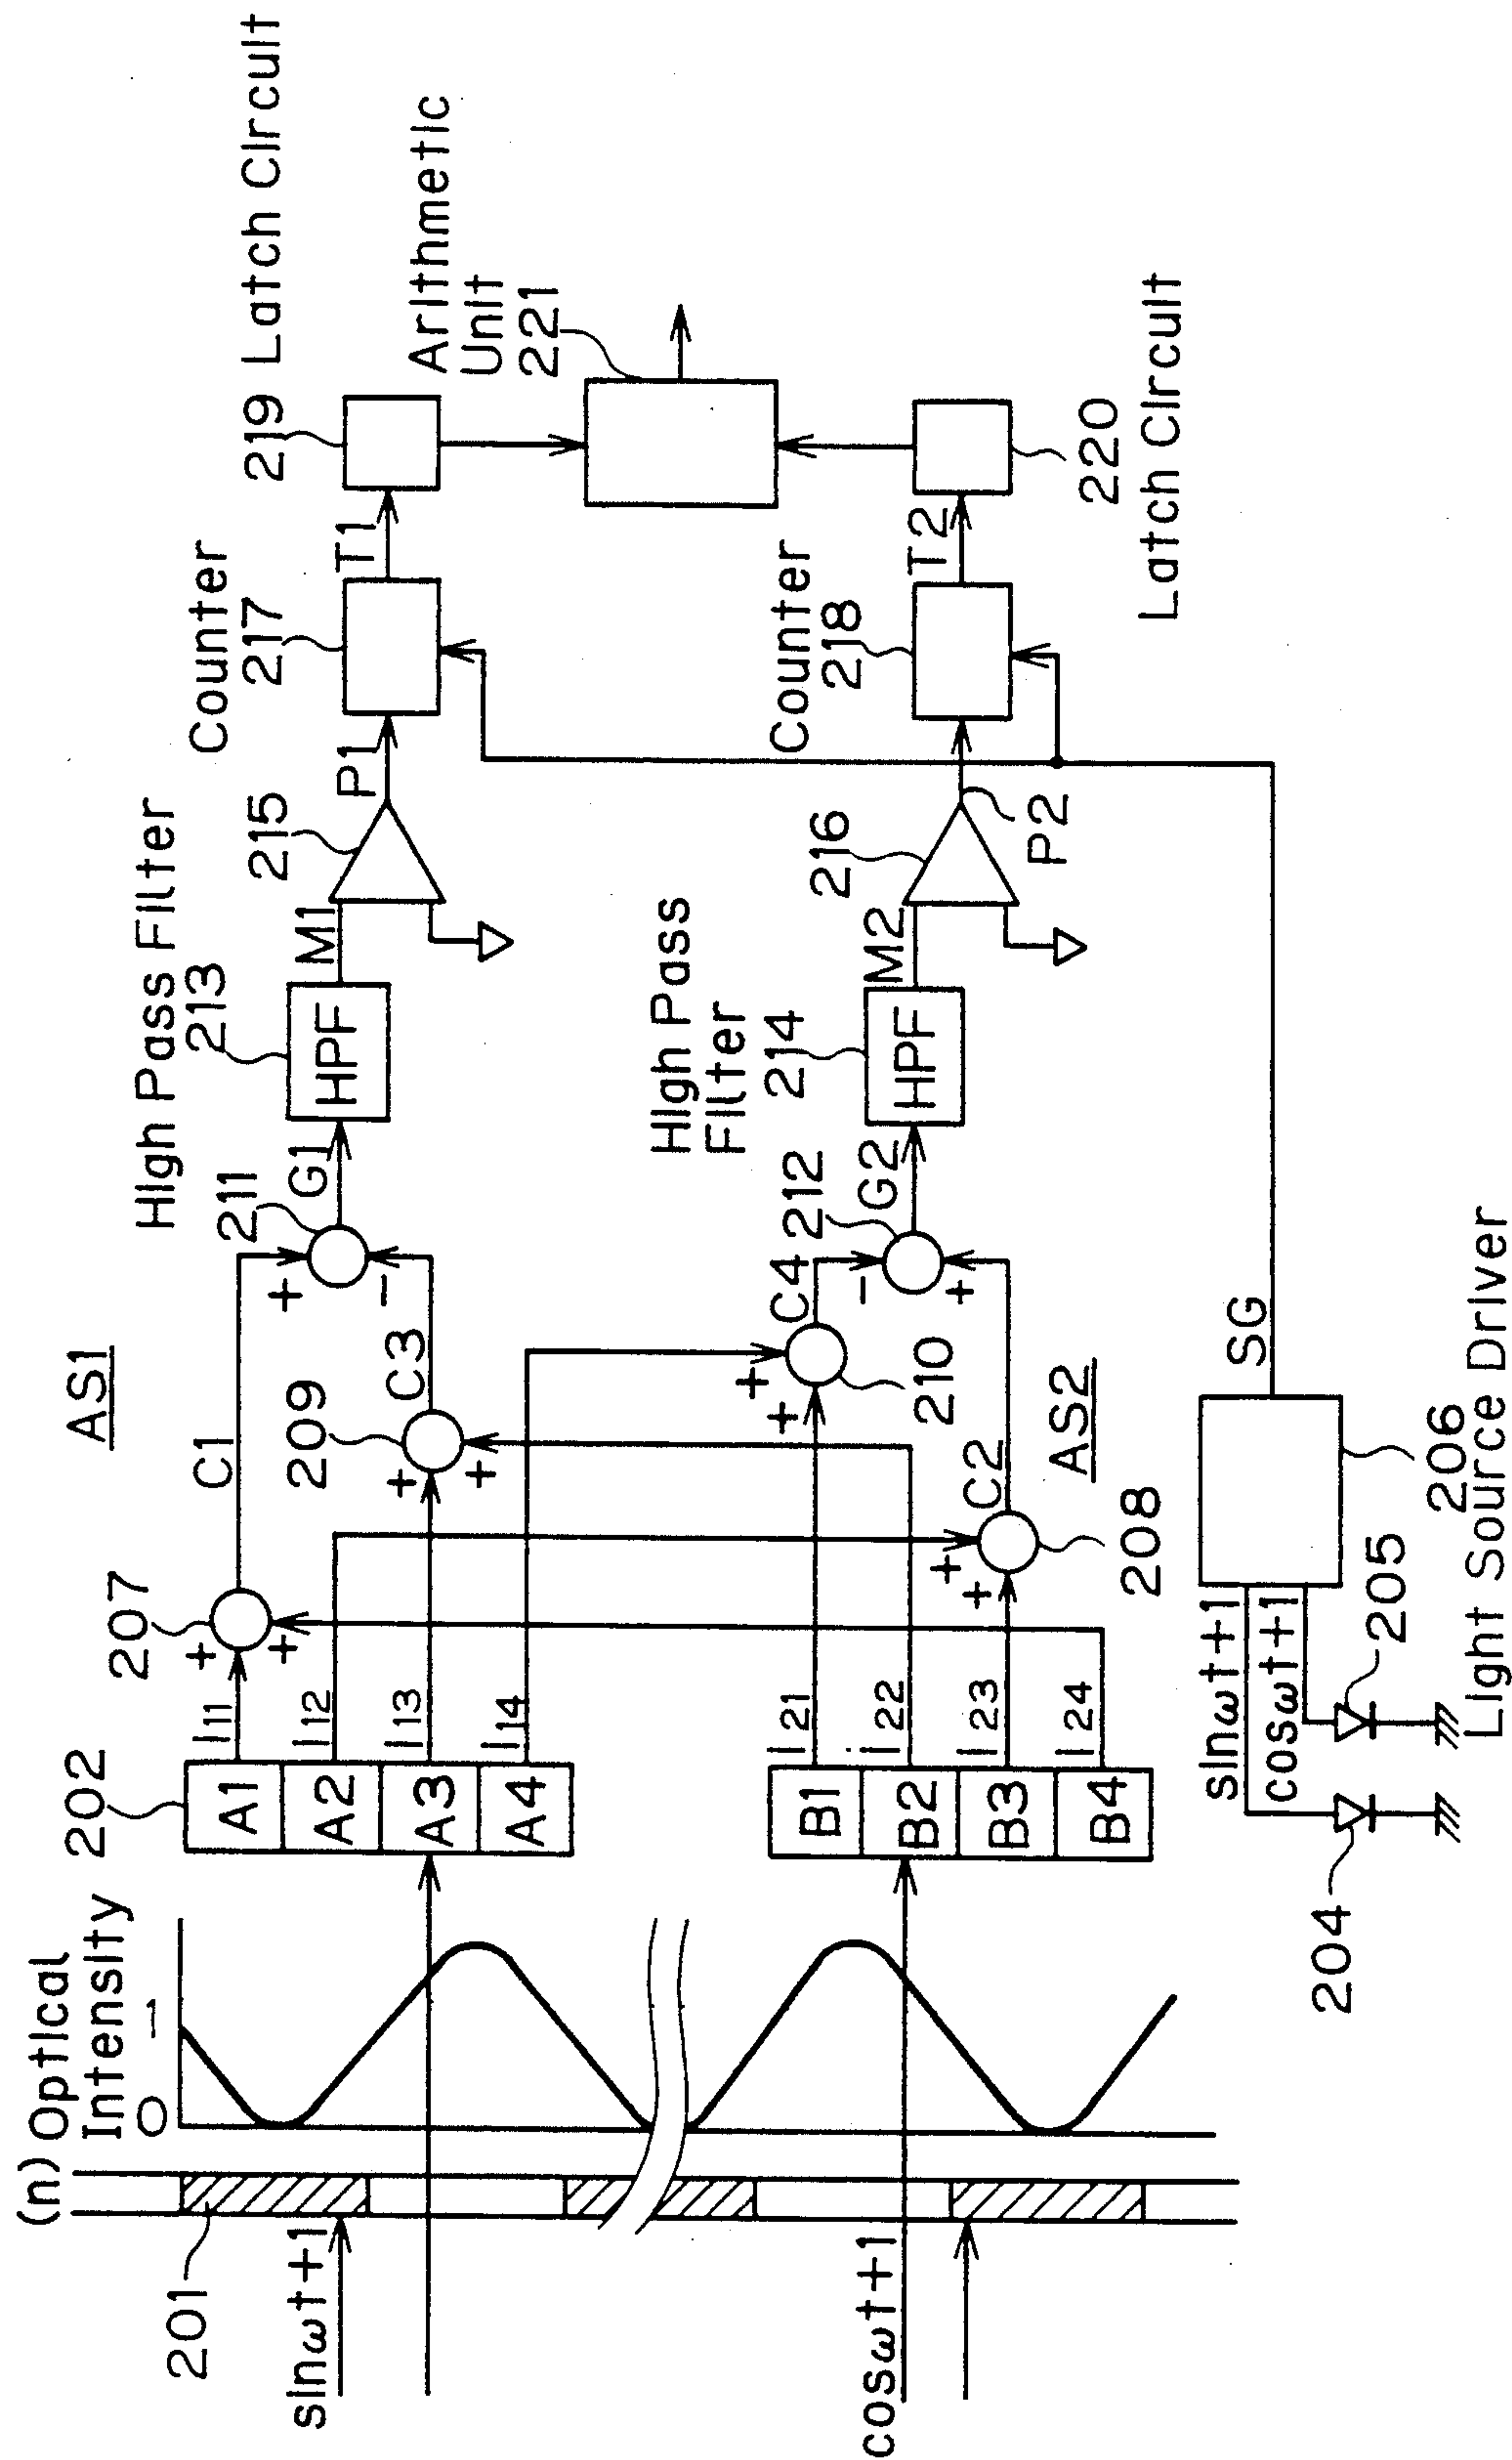 (n)
201
sinωt+1
cosωt+1
Optical
Intensity
0
1
202
A1
A2
A3
A4
B1
B2
B3
B4
I11
I12
I13
I14
I21
I22
I23
I24
207
+
+
C1
AS1
209
+
+
C3
+
+
C4
210
+
+
C2
208
AS2
211
+
-
G1
212
-
+
G2
High Pass Filter
213
HPF
M1
High Pass
Filter
214
HPF
M2
215
P1
216
P2
Counter
217
T1
Counter
218
T2
219 Latch Circuit
220
Latch Circuit
Arithmetic
Unit
221
sinωt+1
cosωt+1
204
205
206
SG
Light Source Driver